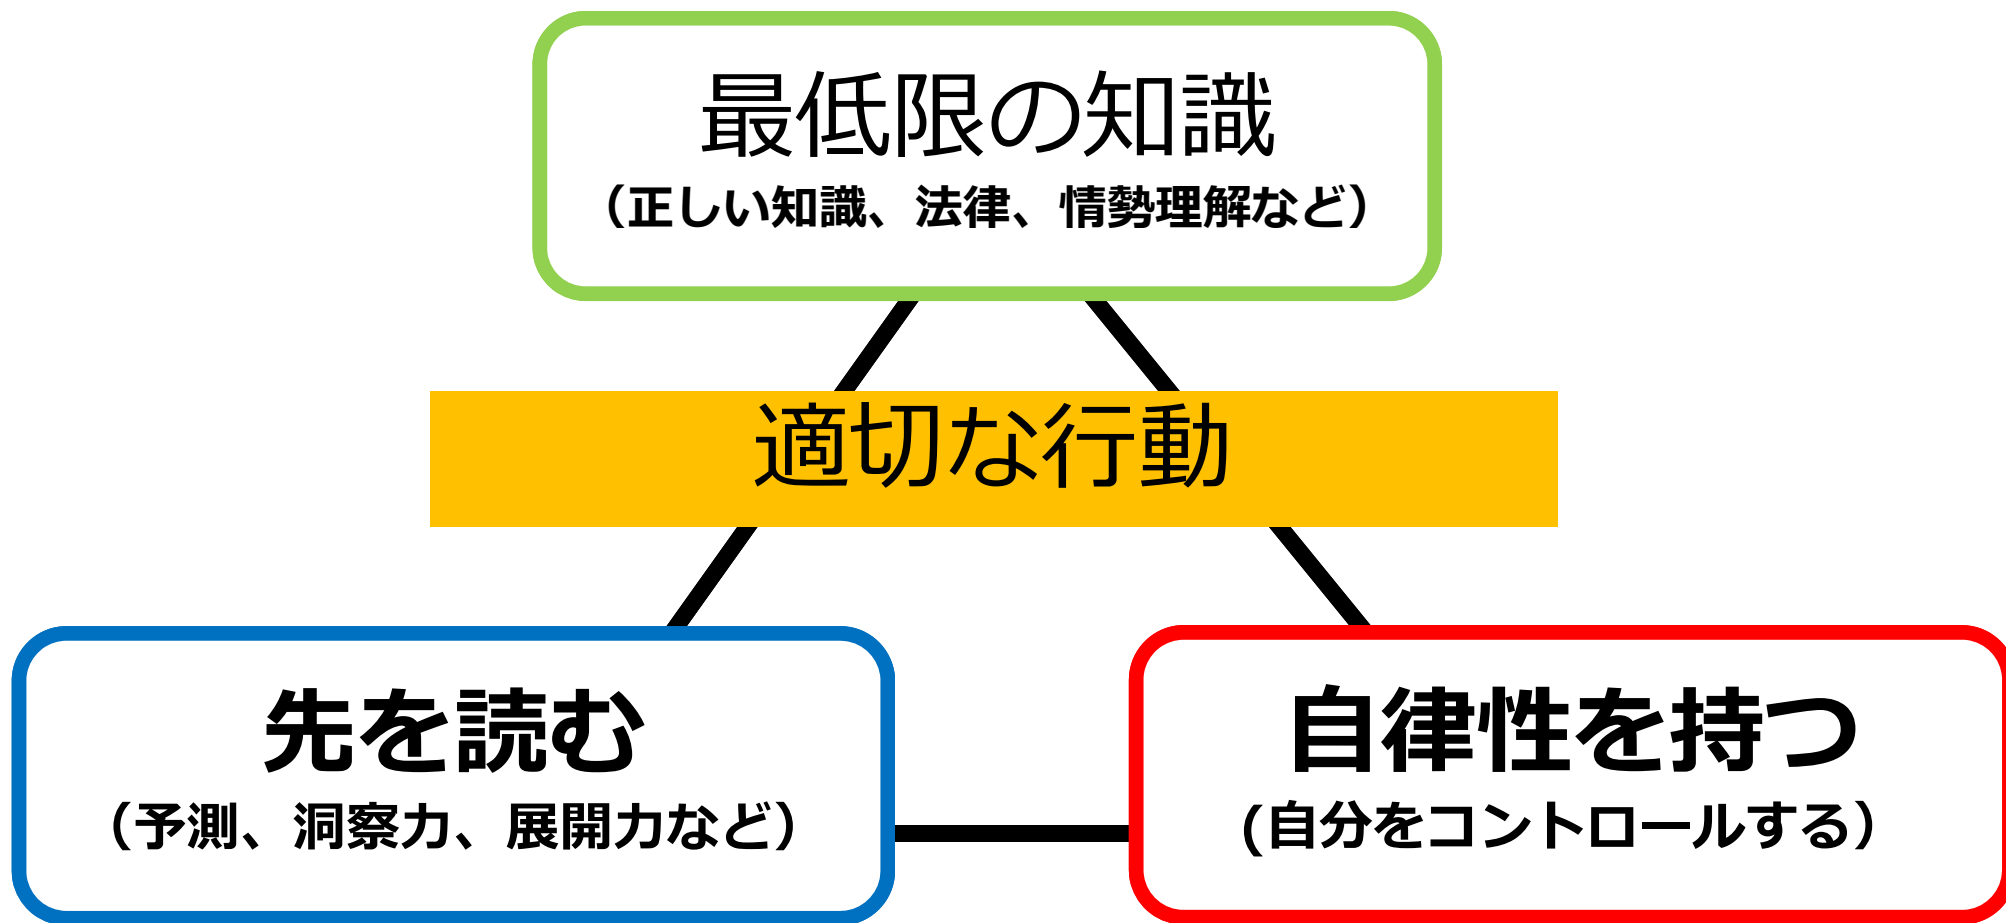 最低限の知識
（正しい知識、法律、情勢理解など）
適切な行動
先を読む
（予測、洞察力、展開力など）
自律性を持つ
(自分をコントロールする）